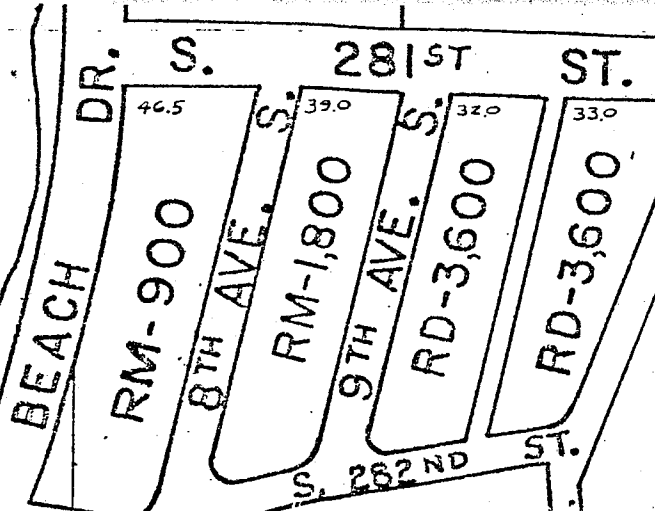 S. 281ST ST.
46.5
39.0
32.0
33.0
BEACH DR.
RM-900
8TH AVE. S.
RM-1,800
9TH AVE. S.
RD-3,600
RD-3,600
S. 282ND ST.